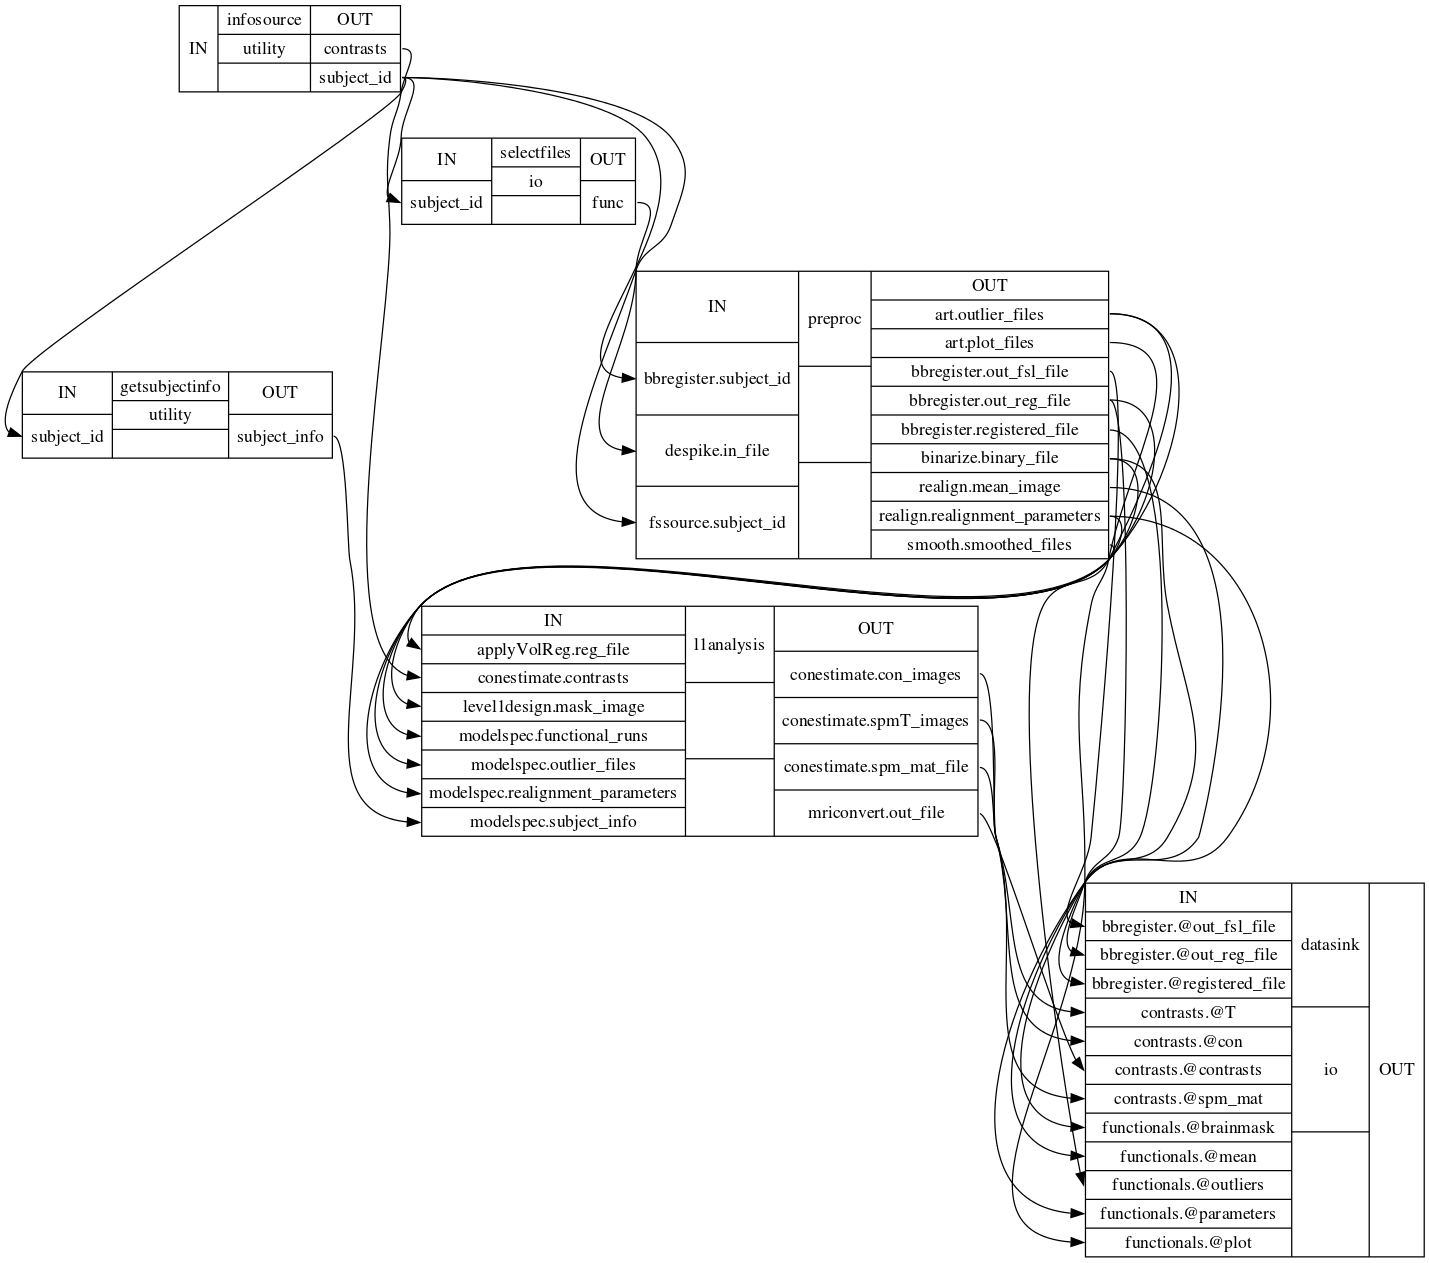 IN
infosource
utility
OUT
contrasts
subject_id
IN
subject_id
selectfiles
io
OUT
func
IN
bbregister.subject_id
despike.in_file
fssource.subject_id
preproc
OUT
art.outlier_files
art.plot_files
bbregister.out_fsl_file
bbregister.out_reg_file
bbregister.registered_file
binarize.binary_file
realign.mean_image
realign.realignment_parameters
smooth.smoothed_files
IN
subject_id
getsubjectinfo
utility
OUT
subject_info
IN
applyVolReg.reg_file
conestimate.contrasts
level1design.mask_image
modelspec.functional_runs
modelspec.outlier_files
modelspec.realignment_parameters
modelspec.subject_info
l1analysis
OUT
conestimate.con_images
conestimate.spmT_images
conestimate.spm_mat_file
mriconvert.out_file
IN
bbregister.@out_fsl_file
bbregister.@out_reg_file
bbregister.@registered_file
contrasts.@T
contrasts.@con
contrasts.@contrasts
contrasts.@spm_mat
functionals.@brainmask
functionals.@mean
functionals.@outliers
functionals.@parameters
functionals.@plot
datasink
io
OUT